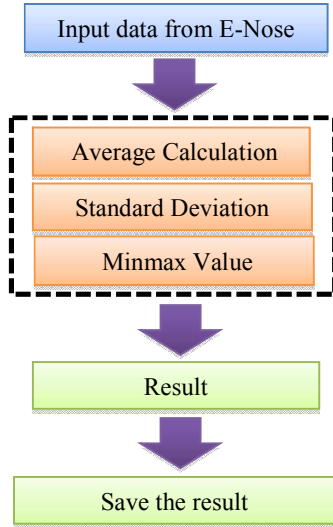 Input data from E-Nose
Average Calculation
Standard Deviation
Minmax Value
Result
Save the result